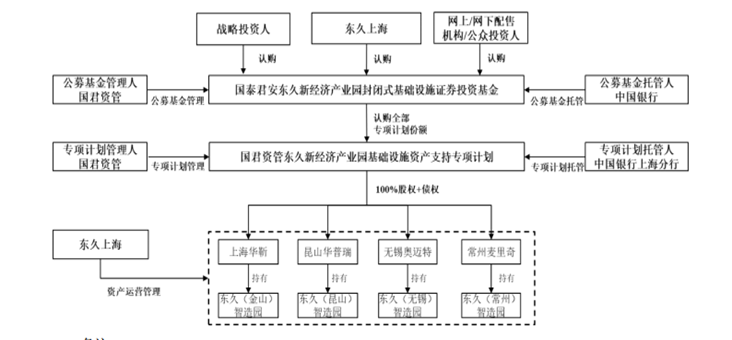 战略投资人
东久上海
网上/网下配售
机构/公众投资人
认购
认购
认购
公募基金管理人
国君资管
公募基金管理
国泰君安东久新经济产业园封闭式基础设施证券投资基金
公募基金托管
公募基金托管人
中国银行
认购全部
专项计划份额
专项计划管理人
国君资管
专项计划管理
国君资管东久新经济产业园基础设施资产支持专项计划
专项计划托管
专项计划托管人
中国银行上海分行
100%股权+债权
东久上海
资产运营管理
上海华勒
昆山华普瑞
无锡奥迈特
常州麦里奇
持有
持有
持有
持有
东久（金山）
智造园
东久（昆山）
智造园
东久（无锡）
智造园
东久（常州）
智造园